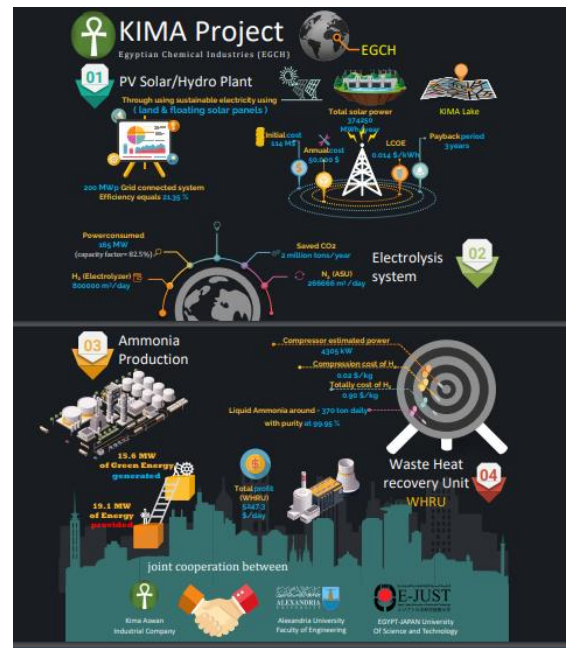 KIMA Project
Egyptian Chemical Industries (EGCH)
EGCH
01
PV Solar/Hydro Plant
Through using sustainable electricity using
( land & floating solar panels )
Total solar power
374250
MWh/year
KIMA Lake
Initial cost
114 M$
Annual cost
50,000 $
LCOE
0.014 $/kWh
Payback period
3 years
200 MWp Grid connected system
Efficiency equals 21.35 %
Power consumed
165 MW
(capacity factor= 82.5%)
Saved CO2
2 million tons/year
H₂ (Electrolyzer)
800000 m³/day
N₂ (ASU)
266666 m³ /day
Electrolysis
system
02
03
Ammonia
Production
Compressor estimated power
4305 kW
Compression cost of H₂
0.02 $/kg
Totally cost of H₂
0.90 $/kg
Liquid Ammonia around - 370 ton daily
with purity at 99.95 %
15.6 MW
of Green Energy
generated
19.1 MW
of Energy
provided
Total profit
(WHRU)
5247.3
$/day
Waste Heat
recovery Unit
WHRU
04
joint cooperation between
Kima Aswan
Industrial Company
ALEXANDRIA
UNIVERSITY
Alexandria University
Faculty of Engineering
E-JUST
EGYPT-JAPAN University
Of Science and Technology